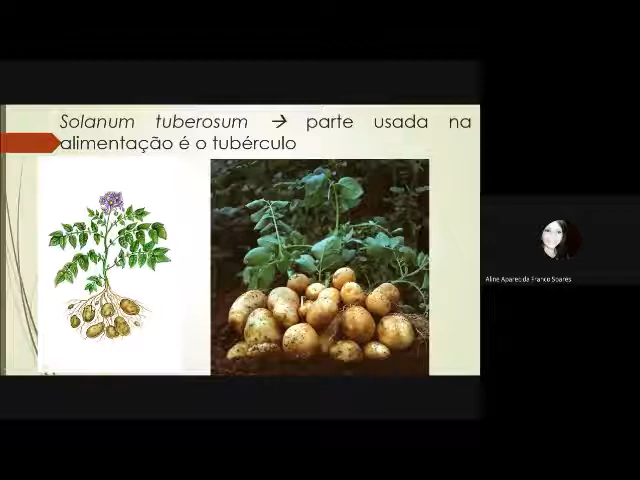 Solanum tuberosum → parte usada na
alimentação é o tubérculo
Aline Aparecida Franco Soares